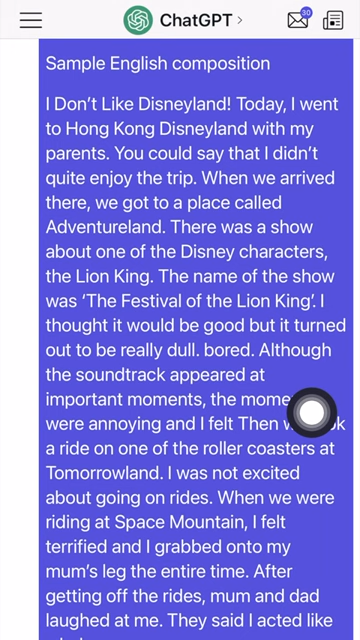 ChatGPT >
30
Sample English composition
I Don't Like Disneyland! Today, I went
to Hong Kong Disneyland with my
parents. You could say that I didn't
quite enjoy the trip. When we arrived
there, we got to a place called
Adventureland. There was a show
about one of the Disney characters,
the Lion King. The name of the show
was 'The Festival of the Lion King'. I
thought it would be good but it turned
out to be really dull. bored. Although
the soundtrack appeared at
important moments, the
were annoying and I felt Then
a ride on one of the roller coasters at
Tomorrowland. I was not excited
about going on rides. When we were
riding at Space Mountain, I felt
terrified and I grabbed onto my
mum's leg the entire time. After
getting off the rides, mum and dad
laughed at me. They said I acted like